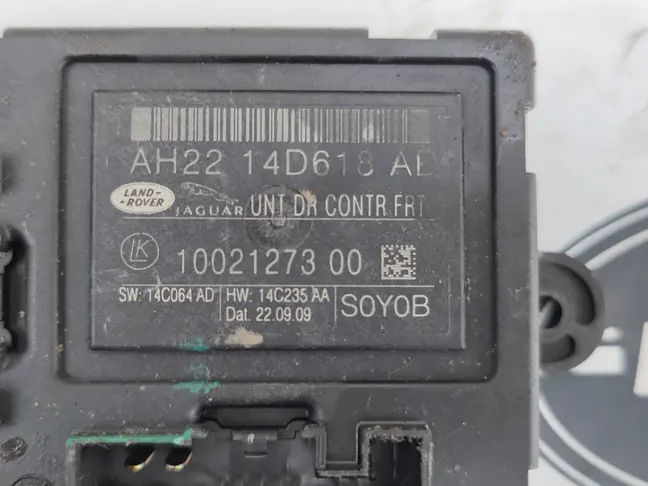 AH22 14D618 AD
LAND-
ROVER
JAGUAR UNT DR CONTR FRT
LK
10021273 00
SW: 14C064 AD HW: 14C235 AA
Dat. 22.09.09
SOYOB